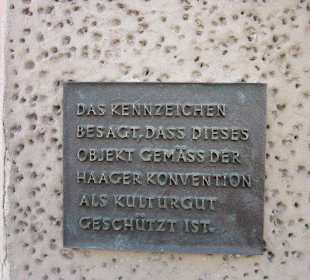 DAS KENNZEICHEN
BESAGT, DASS DIESES
OBJEKT GEMÄSS DER
HAAGER KONVENTION
ALS KULTURGUT
GESCHÜTZT IST.